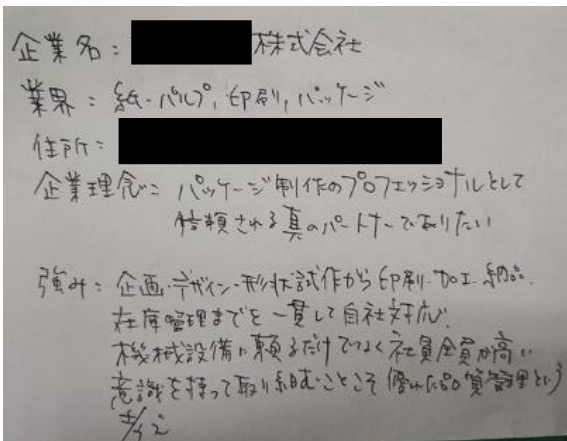 企業名： 株式会社
業界：紙・パルプ，印刷，パッケージ
住所：
企業理念：パッケージ制作のプロフェッショナルとして
信頼される真のパートナーでありたい
強み：企画・デザイン・形状試作から印刷・加工・納品．
在庫管理までを一貫して自社対応．
機械設備に頼るだけでなく社員全員が高い
意識を持って取り組むことこそ優れた品質管理という
考え